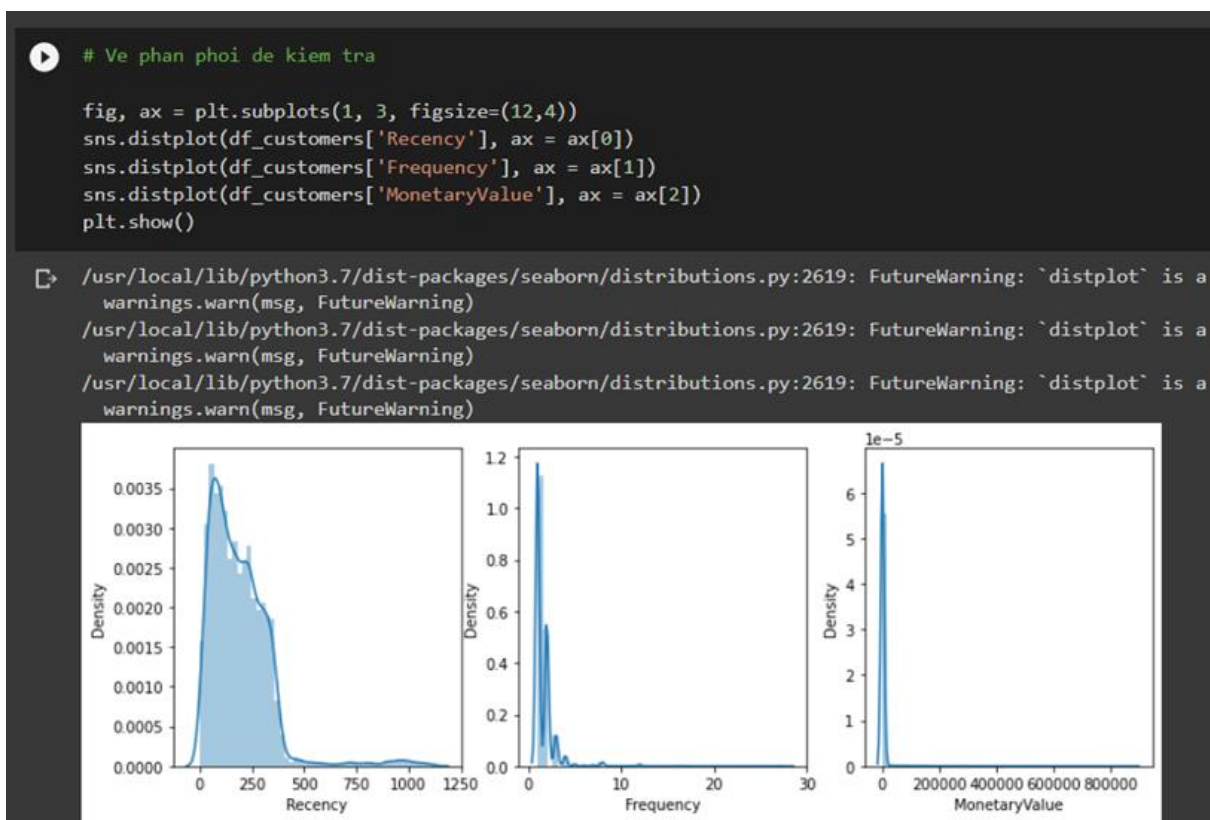 # Ve phan phoi de kiem tra
fig, ax = plt.subplots(1, 3, figsize=(12,4))
sns.distplot(df_customers['Recency'], ax = ax[0])
sns.distplot(df_customers['Frequency'], ax = ax[1])
sns.distplot(df_customers['MonetaryValue'], ax = ax[2])
plt.show()
/usr/local/lib/python3.7/dist-packages/seaborn/distributions.py:2619: FutureWarning: `distplot` is a
warnings.warn(msg, FutureWarning)
/usr/local/lib/python3.7/dist-packages/seaborn/distributions.py:2619: FutureWarning: `distplot` is a
warnings.warn(msg, FutureWarning)
/usr/local/lib/python3.7/dist-packages/seaborn/distributions.py:2619: FutureWarning: `distplot` is a
warnings.warn(msg, FutureWarning)
0.0035
0.0030
0.0025
0.0020
0.0015
0.0010
0.0005
0.0000
Density
0 250 500 750 1000 1250
Recency
1.2
1.0
0.8
0.6
0.4
0.2
0.0
Density
0 10 20 30
Frequency
1e-5
6
5
4
3
2
1
0
Density
0 200000 400000 600000 800000
MonetaryValue